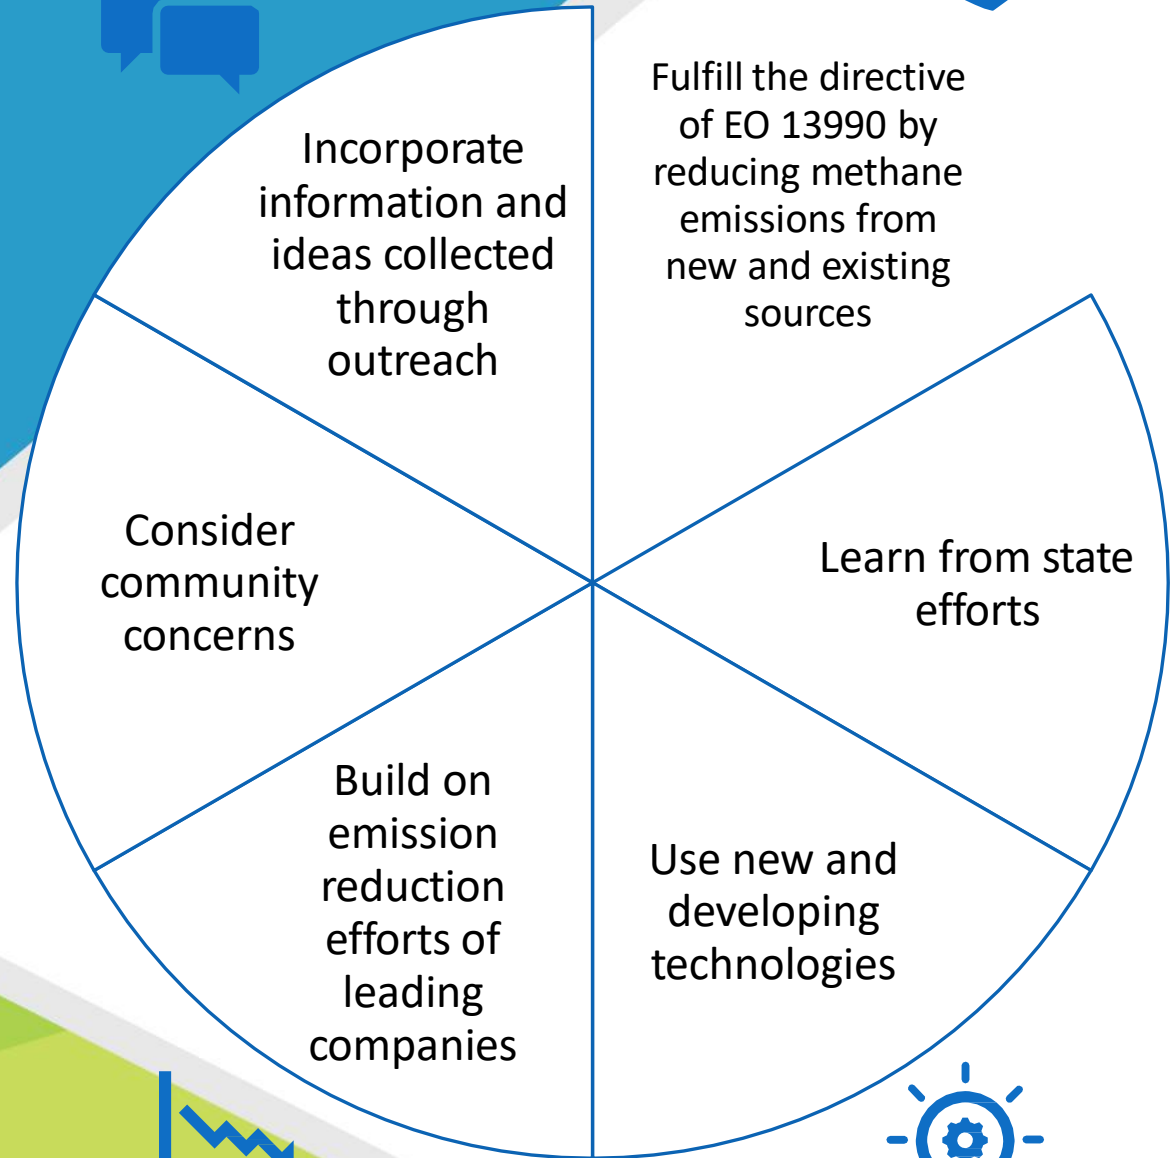 Fulfill the directive
of EO 13990 by
reducing methane
emissions from
new and existing
sources
Learn from state
efforts
Use new and
developing
technologies
Build on
emission
reduction
efforts of
leading
companies
Consider
community
concerns
Incorporate
information and
ideas collected
through
outreach